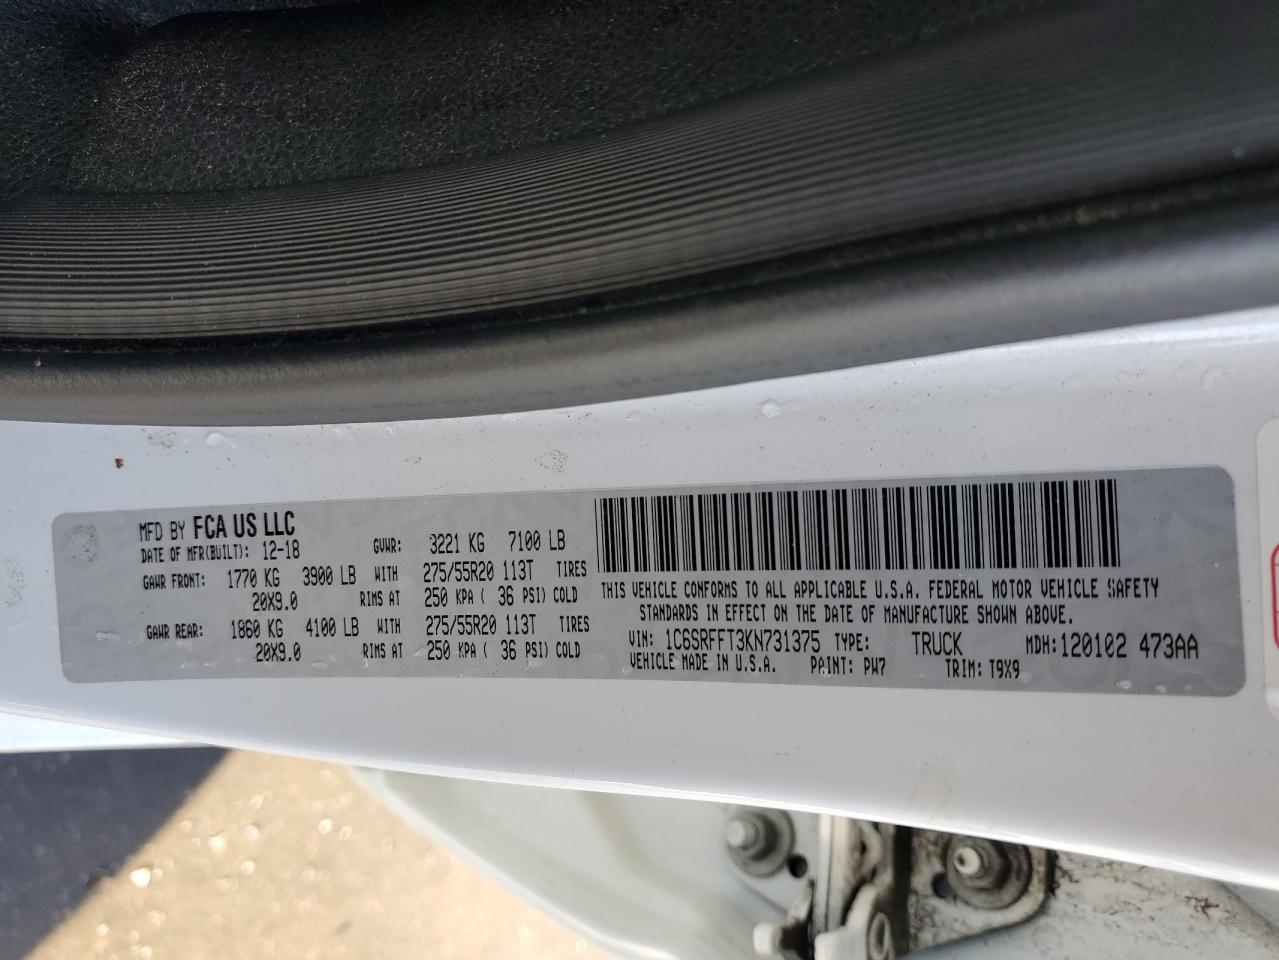 MFD BY FCA US LLC
DATE OF MFR(BUILT): 12-18 GVWR: 3221 KG 7100 LB
GAWR FRONT: 1770 KG 3900 LB WITH 275/55R20 113T TIRES
20X9.0 RIMS AT 250 KPA ( 36 PSI) COLD
GAWR REAR: 1860 KG 4100 LB WITH 275/55R20 113T TIRES
20X9.0 RIMS AT 250 KPA ( 36 PSI) COLD
THIS VEHICLE CONFORMS TO ALL APPLICABLE U.S.A. FEDERAL MOTOR VEHICLE SAFETY
STANDARDS IN EFFECT ON THE DATE OF MANUFACTURE SHOWN ABOVE.
VIN: 1C6SRFFT3KN731375 TYPE: TRUCK MDH: 120102 473AA
VEHICLE MADE IN U.S.A. PAINT: PW7 TRIM: T9X9